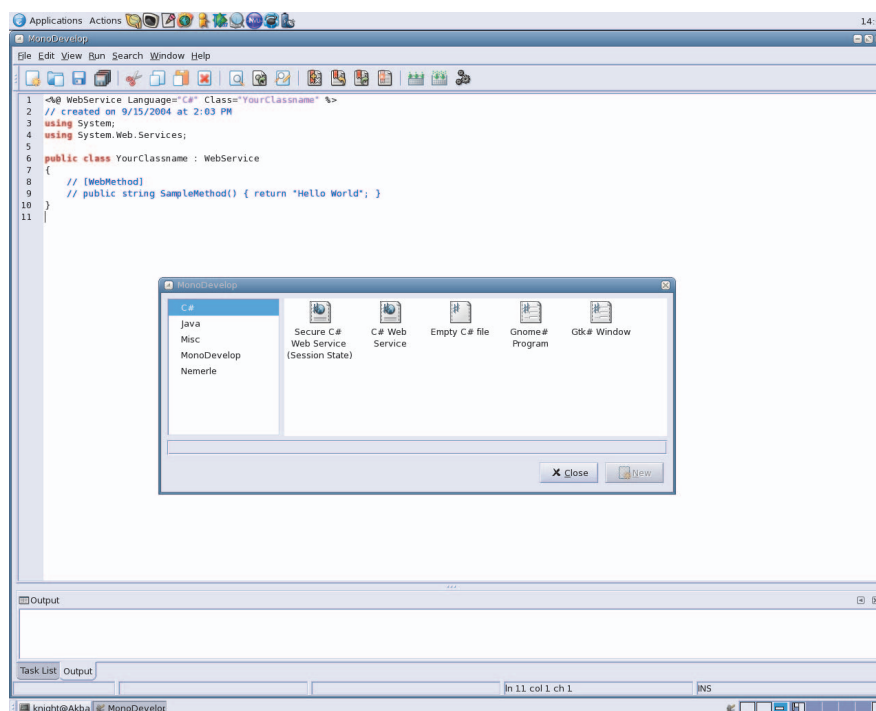 Applications Actions 14:
MonoDevelop
File Edit View Run Search Window Help
1 <%@ WebService Language="C#" Class="YourClassname" %>
2 // created on 9/15/2004 at 2:03 PM
3 using System;
4 using System.Web.Services;
5
6 public class YourClassname : WebService
7 {
8 // [WebMethod]
9 // public string SampleMethod() { return "Hello World"; }
10 }
11
MonoDevelop
C#
Java
Misc
MonoDevelop
Nemerle
Secure C# Web Service (Session State)
C# Web Service
Empty C# file
Gnome# Program
Gtk# Window
Close New
Output
Task List Output
ln 11 col 1 ch 1 INS
knight@Akba MonoDevelop